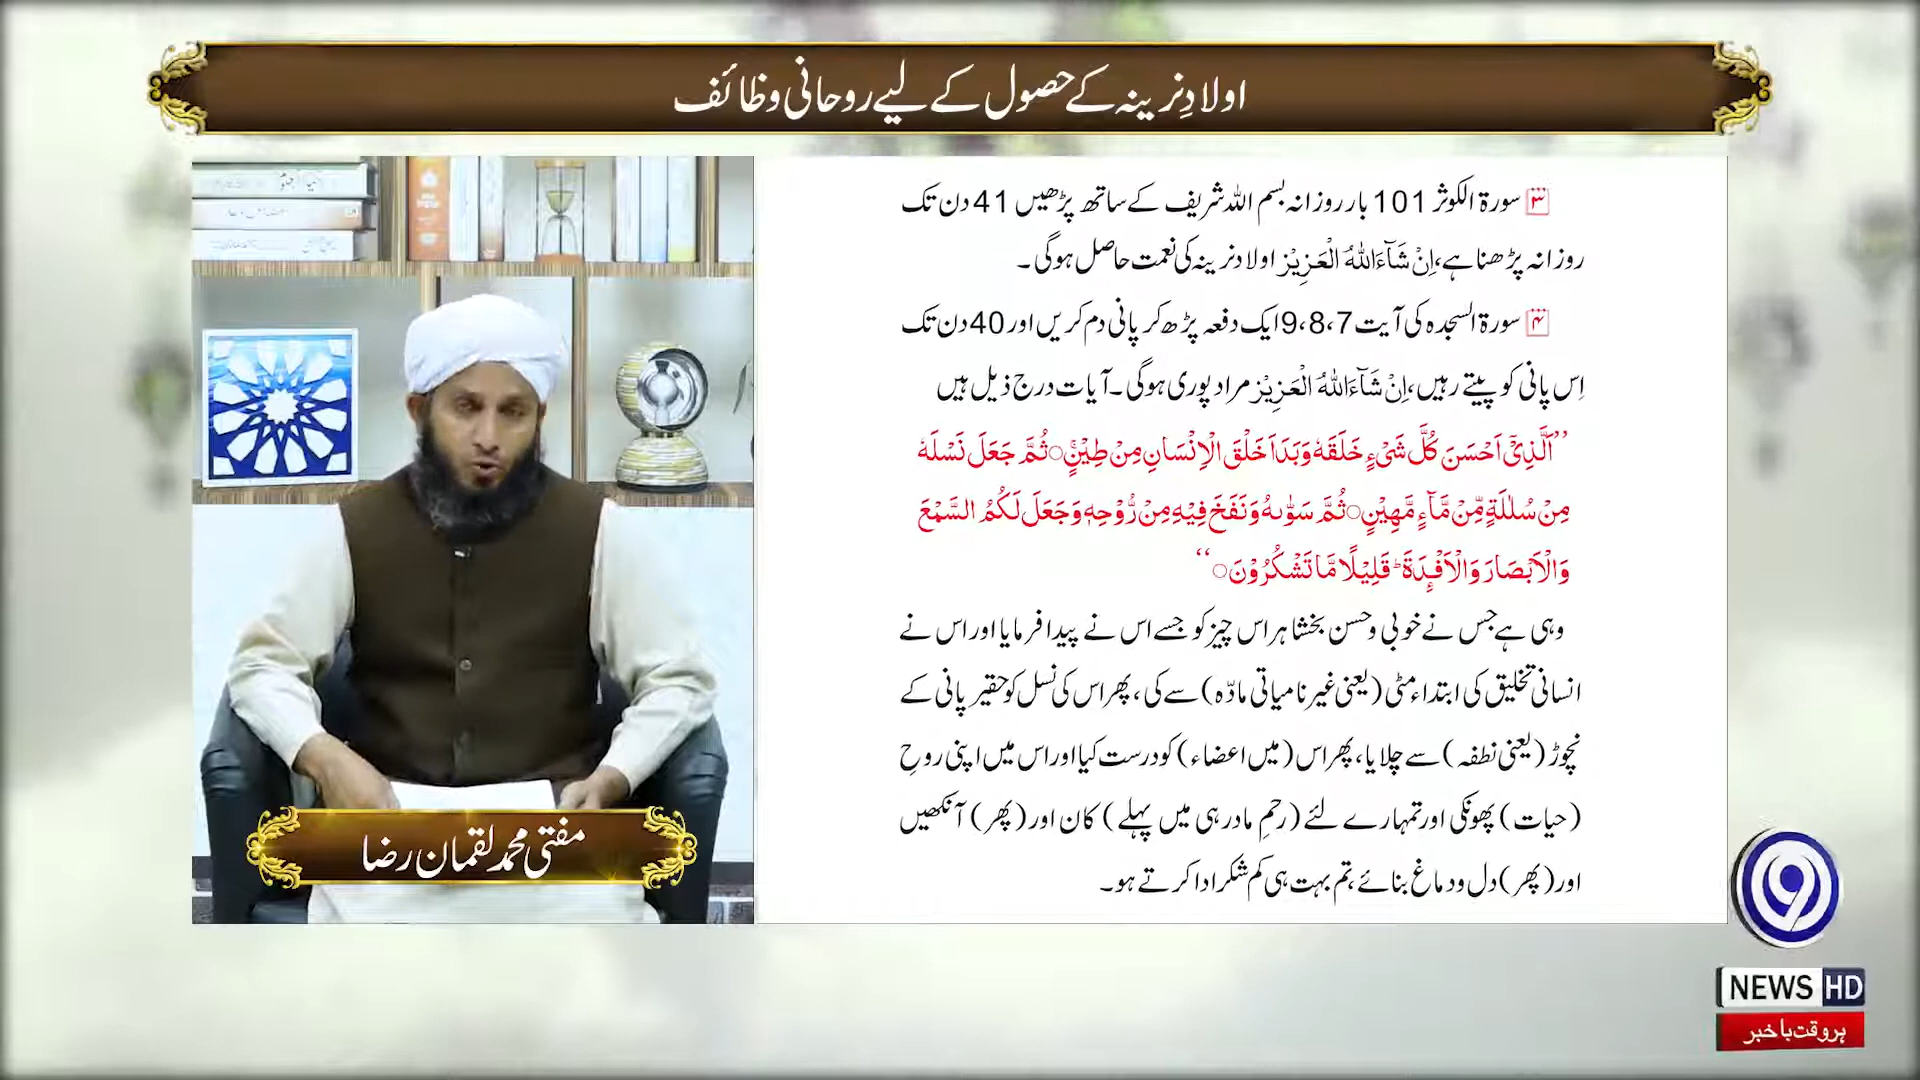 اولادِ نرینہ کے حصول کے لیے روحانی وظائف
۳ سورۃ الکوثر 101 بار روزانہ بسم اللہ شریف کے ساتھ پڑھیں 41 دن تک
روزانہ پڑھنا ہے، اِنْ شَآءَ اللہُ الْعَزِیْز اولاد نرینہ کی نعمت حاصل ہوگی۔
۴ سورۃ السجدہ کی آیت 7،8،9 ایک دفعہ پڑھ کر پانی دم کریں اور 40 دن تک
اِس پانی کو پیتے رہیں، اِنْ شَآءَ اللہُ الْعَزِیْز مراد پوری ہوگی۔ آیات درج ذیل ہیں
’’اَلَّذِیْۤ اَحْسَنَ كُلَّ شَیْءٍ خَلَقَهٗ وَبَدَاَ خَلْقَ الْاِنْسَانِ مِنْ طِیْنٍۚ○ ثُمَّ جَعَلَ نَسْلَهٗ
مِنْ سُلٰلَةٍ مِّنْ مَّآءٍ مَّهِیْنٍ○ ثُمَّ سَوّٰىهُ وَنَفَخَ فِیْهِ مِنْ رُّوْحِهٖ وَجَعَلَ لَكُمُ السَّمْعَ
وَالْاَبْصَارَ وَالْاَفْـِٕدَةَؕ قَلِیْلًا مَّا تَشْكُرُوْنَ○‘‘
وہی ہے جس نے خوبی و حسن بخشا ہر اس چیز کو جسے اس نے پیدا فرمایا اور اس نے
انسانی تخلیق کی ابتداء مٹی (یعنی غیر نامیاتی مادّہ) سے کی، پھر اس کی نسل کو حقیر پانی کے
نچوڑ (یعنی نطفہ) سے چلایا، پھر اس (میں اعضاء) کو درست کیا اور اس میں اپنی روحِ
(حیات) پھونکی اور تمہارے لئے (رحمِ مادر ہی میں پہلے) کان اور (پھر) آنکھیں
اور (پھر) دل و دماغ بنائے، تم بہت ہی کم شکر ادا کرتے ہو۔
مفتی محمد لقمان رضا
9
NEWS HD
ہر وقت باخبر